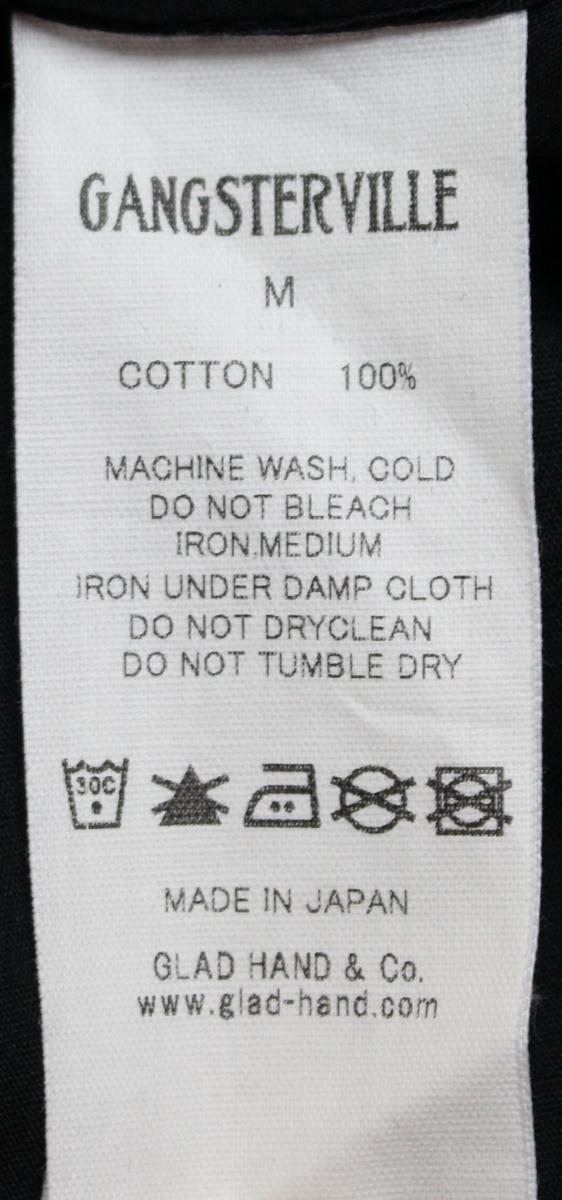 GANGSTERVILLE
M
COTTON 100%
MACHINE WASH, COLD
DO NOT BLEACH
IRON,MEDIUM
IRON UNDER DAMP CLOTH
DO NOT DRYCLEAN
DO NOT TUMBLE DRY
30C
MADE IN JAPAN
GLAD HAND & Co.
www.glad-hand.com